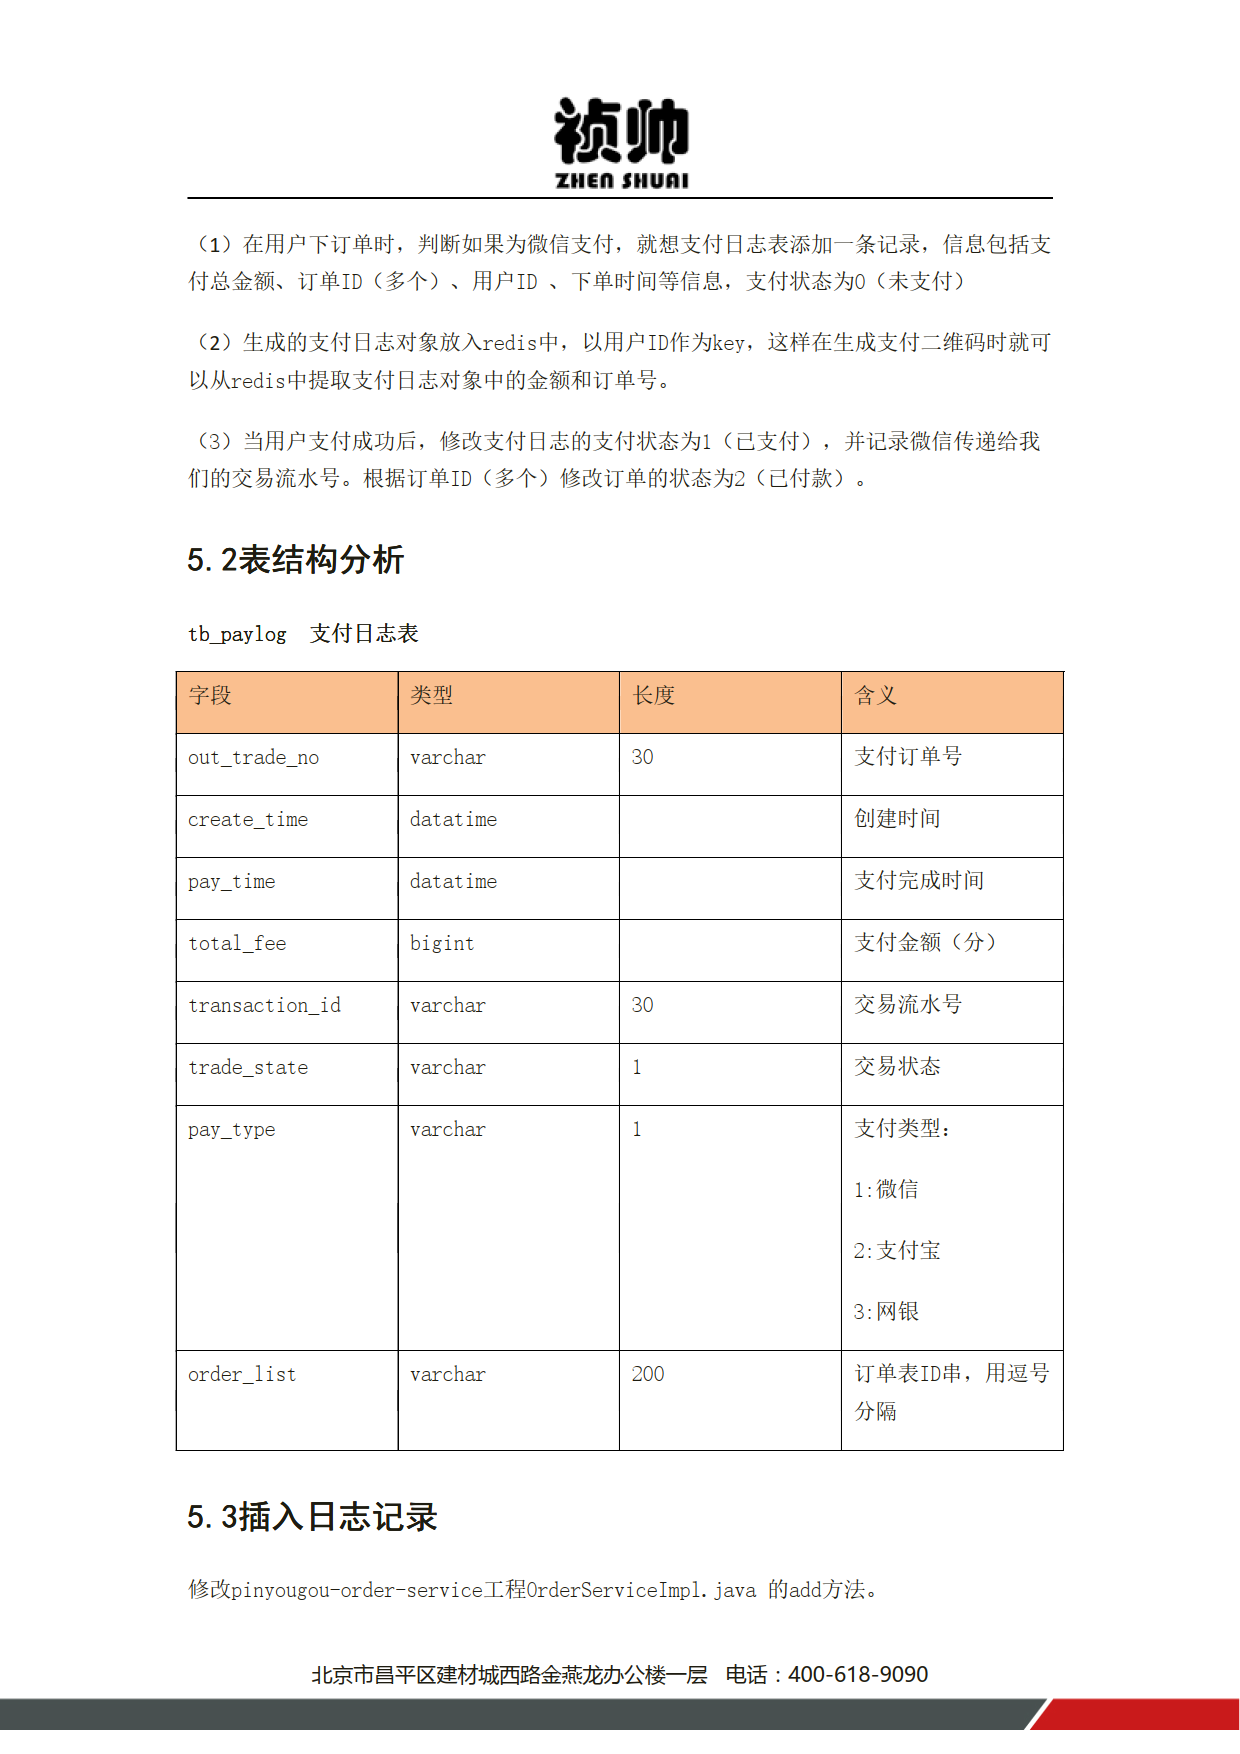 祯帅
ZHEN SHUAI
（1）在用户下订单时，判断如果为微信支付，就想支付日志表添加一条记录，信息包括支
付总金额、订单ID（多个）、用户ID 、下单时间等信息，支付状态为0（未支付）
（2）生成的支付日志对象放入redis中，以用户ID作为key，这样在生成支付二维码时就可
以从redis中提取支付日志对象中的金额和订单号。
（3）当用户支付成功后，修改支付日志的支付状态为1（已支付），并记录微信传递给我
们的交易流水号。根据订单ID（多个）修改订单的状态为2（已付款）。
5.2表结构分析
tb_paylog 支付日志表
字段 类型 长度 含义
out_trade_no varchar 30 支付订单号
create_time datatime 创建时间
pay_time datatime 支付完成时间
total_fee bigint 支付金额（分）
transaction_id varchar 30 交易流水号
trade_state varchar 1 交易状态
pay_type varchar 1 支付类型：
1:微信
2:支付宝
3:网银
order_list varchar 200 订单表ID串，用逗号
分隔
5.3插入日志记录
修改pinyougou-order-service工程OrderServiceImpl.java 的add方法。
北京市昌平区建材城西路金燕龙办公楼一层 电话：400-618-9090